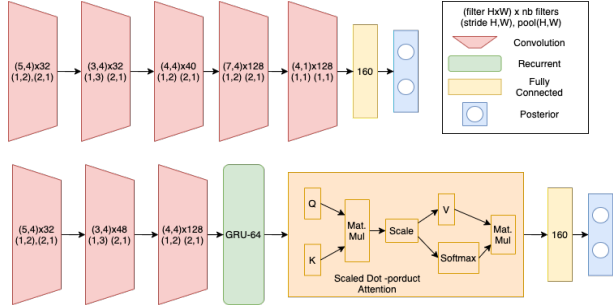 (5,4)x32
(1,2),(2,1)
(3,4)x32
(1,3) (2,1)
(4,4)x40
(1,2) (2,1)
(7,4)x128
(1,2) (2,1)
(4,1)x128
(1,1) (1,1)
160
(filter HxW) x nb filters
(stride H,W), pool(H,W)
Convolution
Recurrent
Fully
Connected
Posterior
(5,4)x32
(1,2),(2,1)
(3,4)x48
(1,3) (2,1)
(4,4)x128
(1,2) (2,1)
GRU-64
Q
K
Mat.
Mul
Scale
V
Softmax
Mat.
Mul
Scaled Dot -porduct
Attention
160